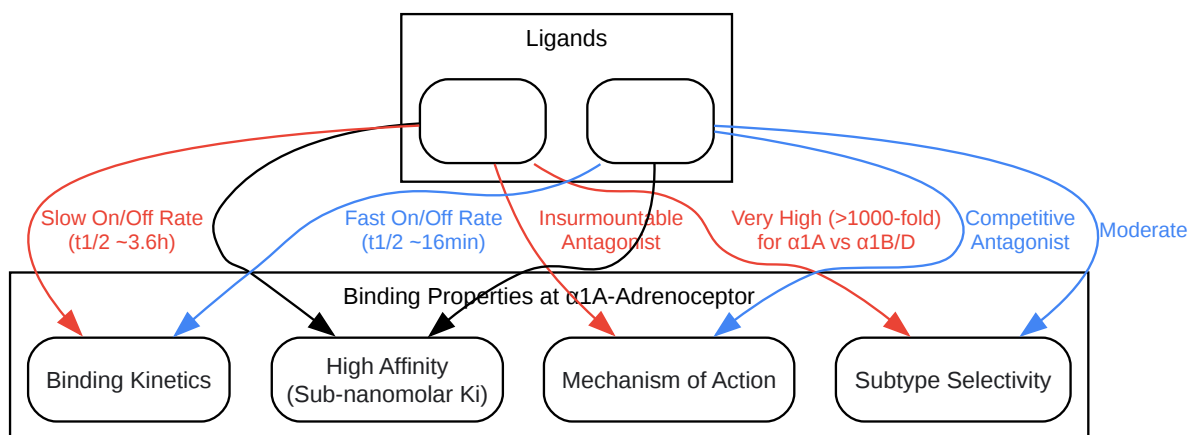 Ligands
Slow On/Off Rate
(t1/2 ~3.6h)
Fast On/Off Rate
(t1/2 ~16min)
Insurmountable
Antagonist
Very High (>1000-fold)
for α1A vs α1B/D
Competitive
Antagonist
Moderate
Binding Properties at α1A-Adrenoceptor
Binding Kinetics
High Affinity
(Sub-nanomolar Ki)
Mechanism of Action
Subtype Selectivity